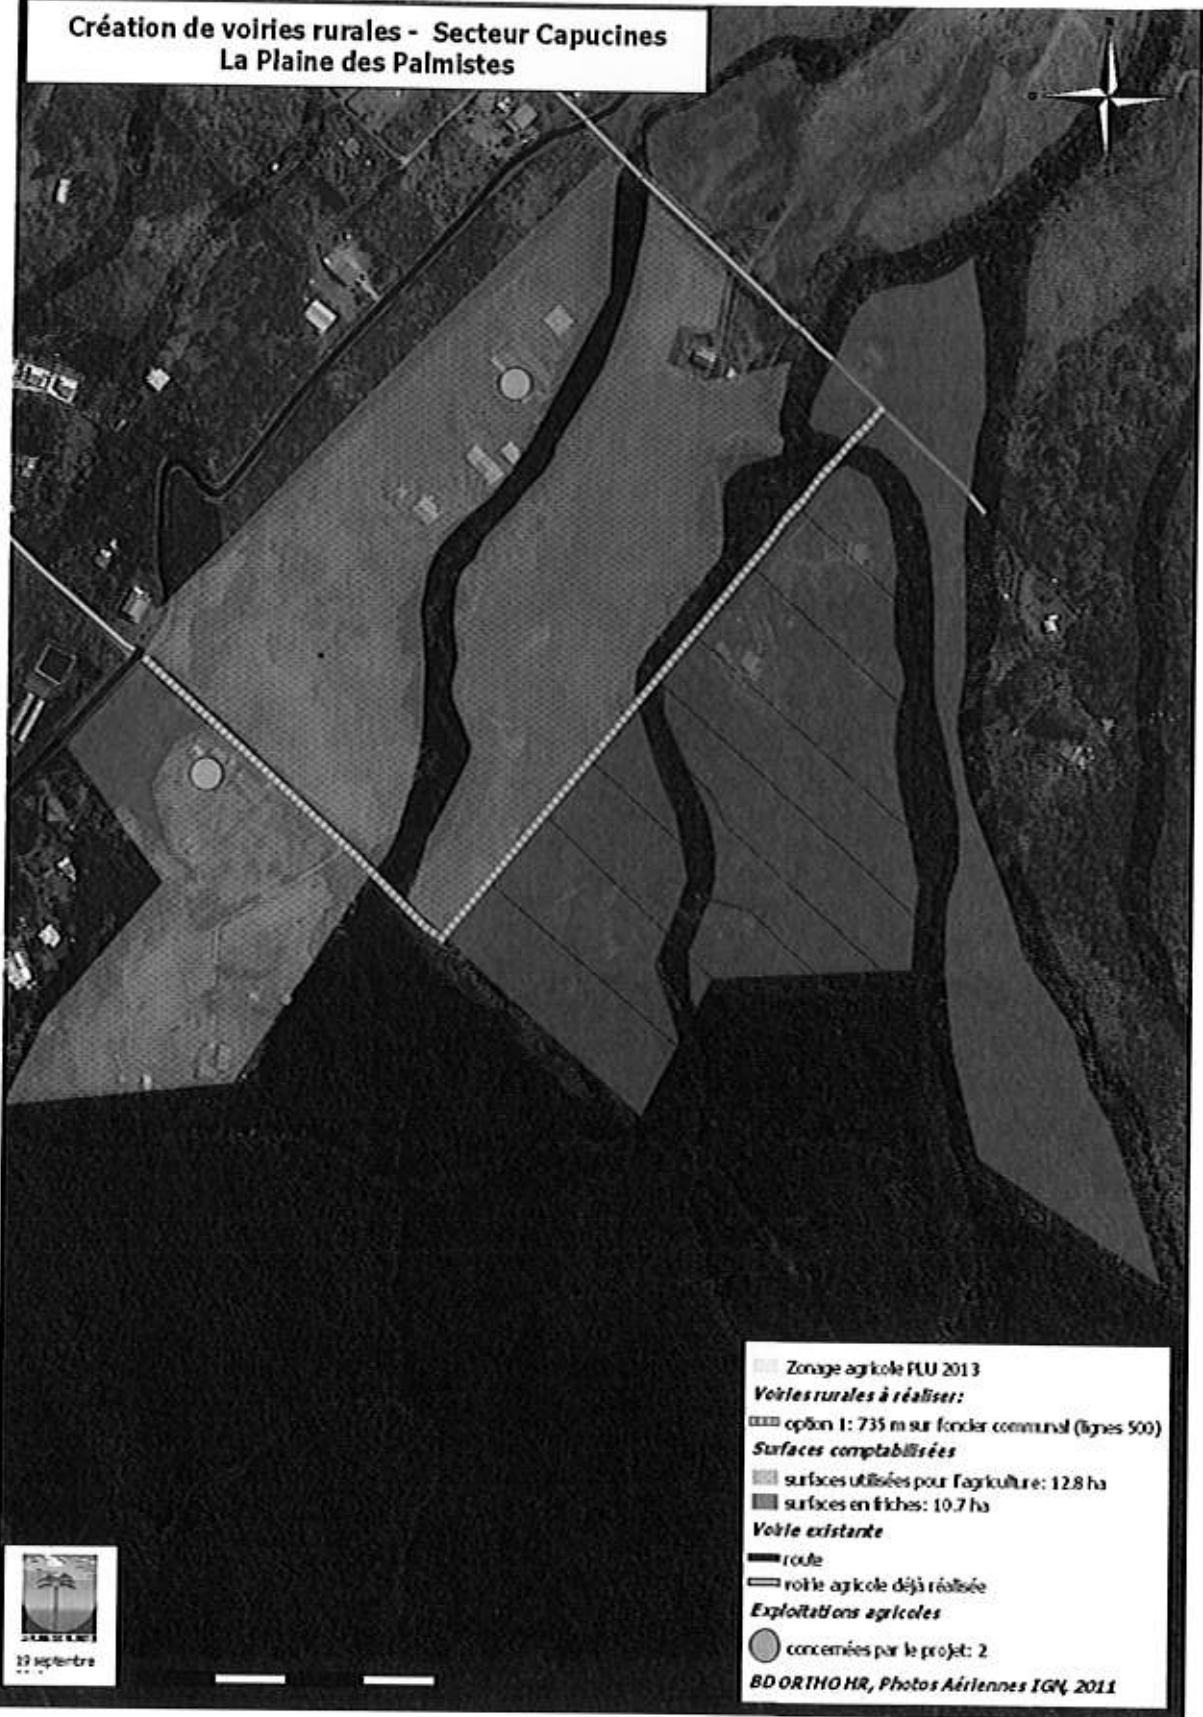 Création de voiries rurales - Secteur Capucines
La Plaine des Palmistes
Zonage agricole PLU 2013
Voiries rurales à réaliser:
option 1: 735 m sur foncier communal (lignes 500)
Surfaces comptabilisées
surfaces utilisées pour l'agriculture: 12.8 ha
surfaces en friches: 10.7 ha
Voirie existante
route
voirie agricole déjà réalisée
Exploitations agricoles
concernées par le projet: 2
BD ORTHO HR, Photos Aériennes IGN, 2011
19 septembre